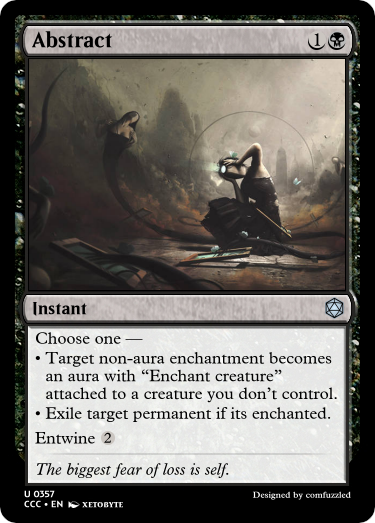 Abstract 1
Instant
Choose one —
• Target non-aura enchantment becomes
an aura with “Enchant creature”
attached to a creature you don’t control.
• Exile target permanent if its enchanted.
Entwine 2
The biggest fear of loss is self.
U 0357
CCC • EN XETOBYTE
Designed by comfuzzled